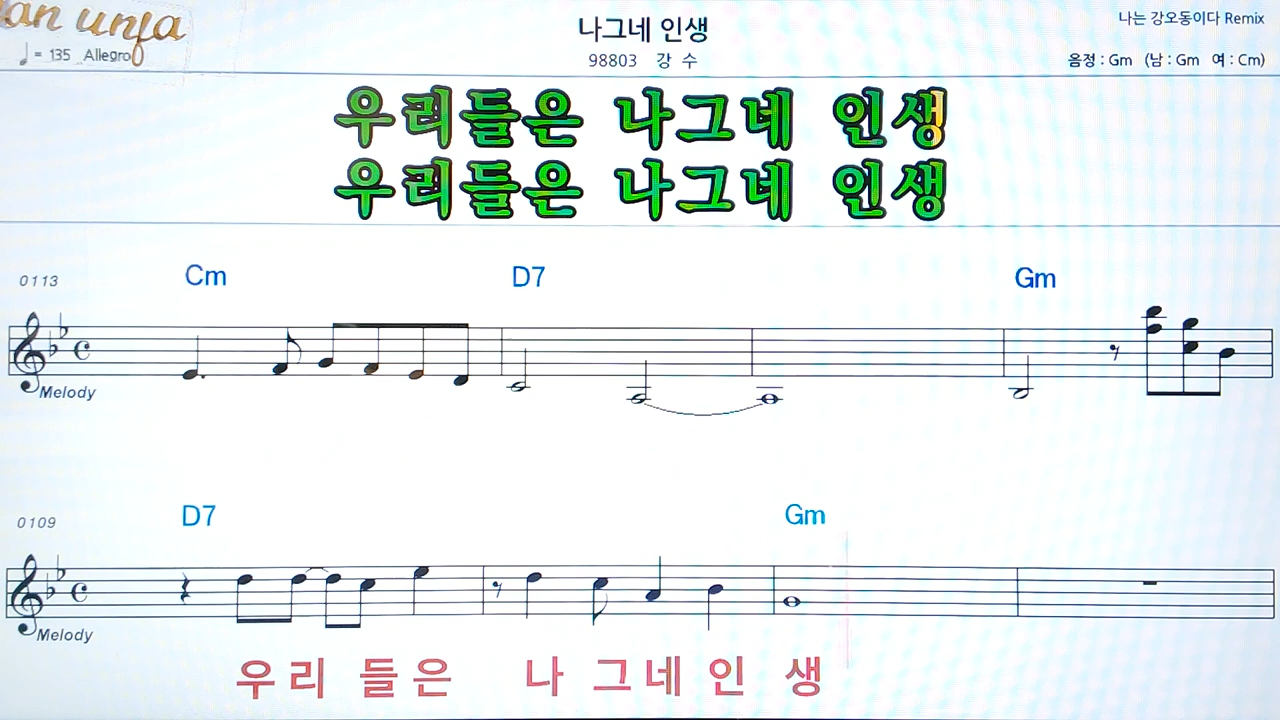 나그네 인생
나는 강오동이다 Remix
♩ = 135 Allegro
98803 강 수
음정 : Gm (남 : Gm 여 : Cm)
우리들은 나그네 인생
우리들은 나그네 인생
0113 Cm D7 Gm
Melody
0109 D7 Gm
Melody
우리 들은 나 그네 인 생